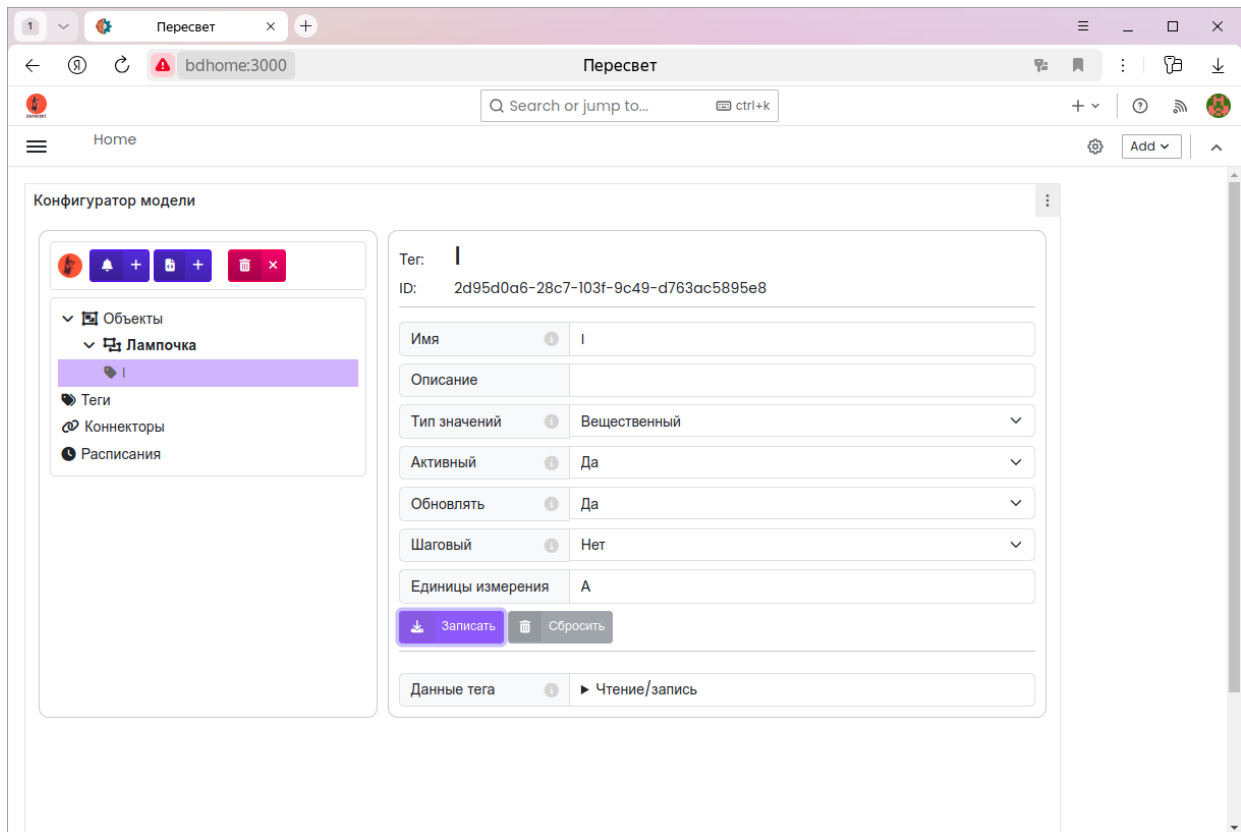 1 Пересвет
bdhome:3000 Пересвет
Search or jump to... ctrl+k
Home Add
Конфигуратор модели
Объекты
Лампочка
I
Теги
Коннекторы
Расписания
Тег: I
ID: 2d95d0a6-28c7-103f-9c49-d763ac5895e8
Имя I
Описание
Тип значений Вещественный
Активный Да
Обновлять Да
Шаговый Нет
Единицы измерения А
Записать Сбросить
Данные тега Чтение/запись